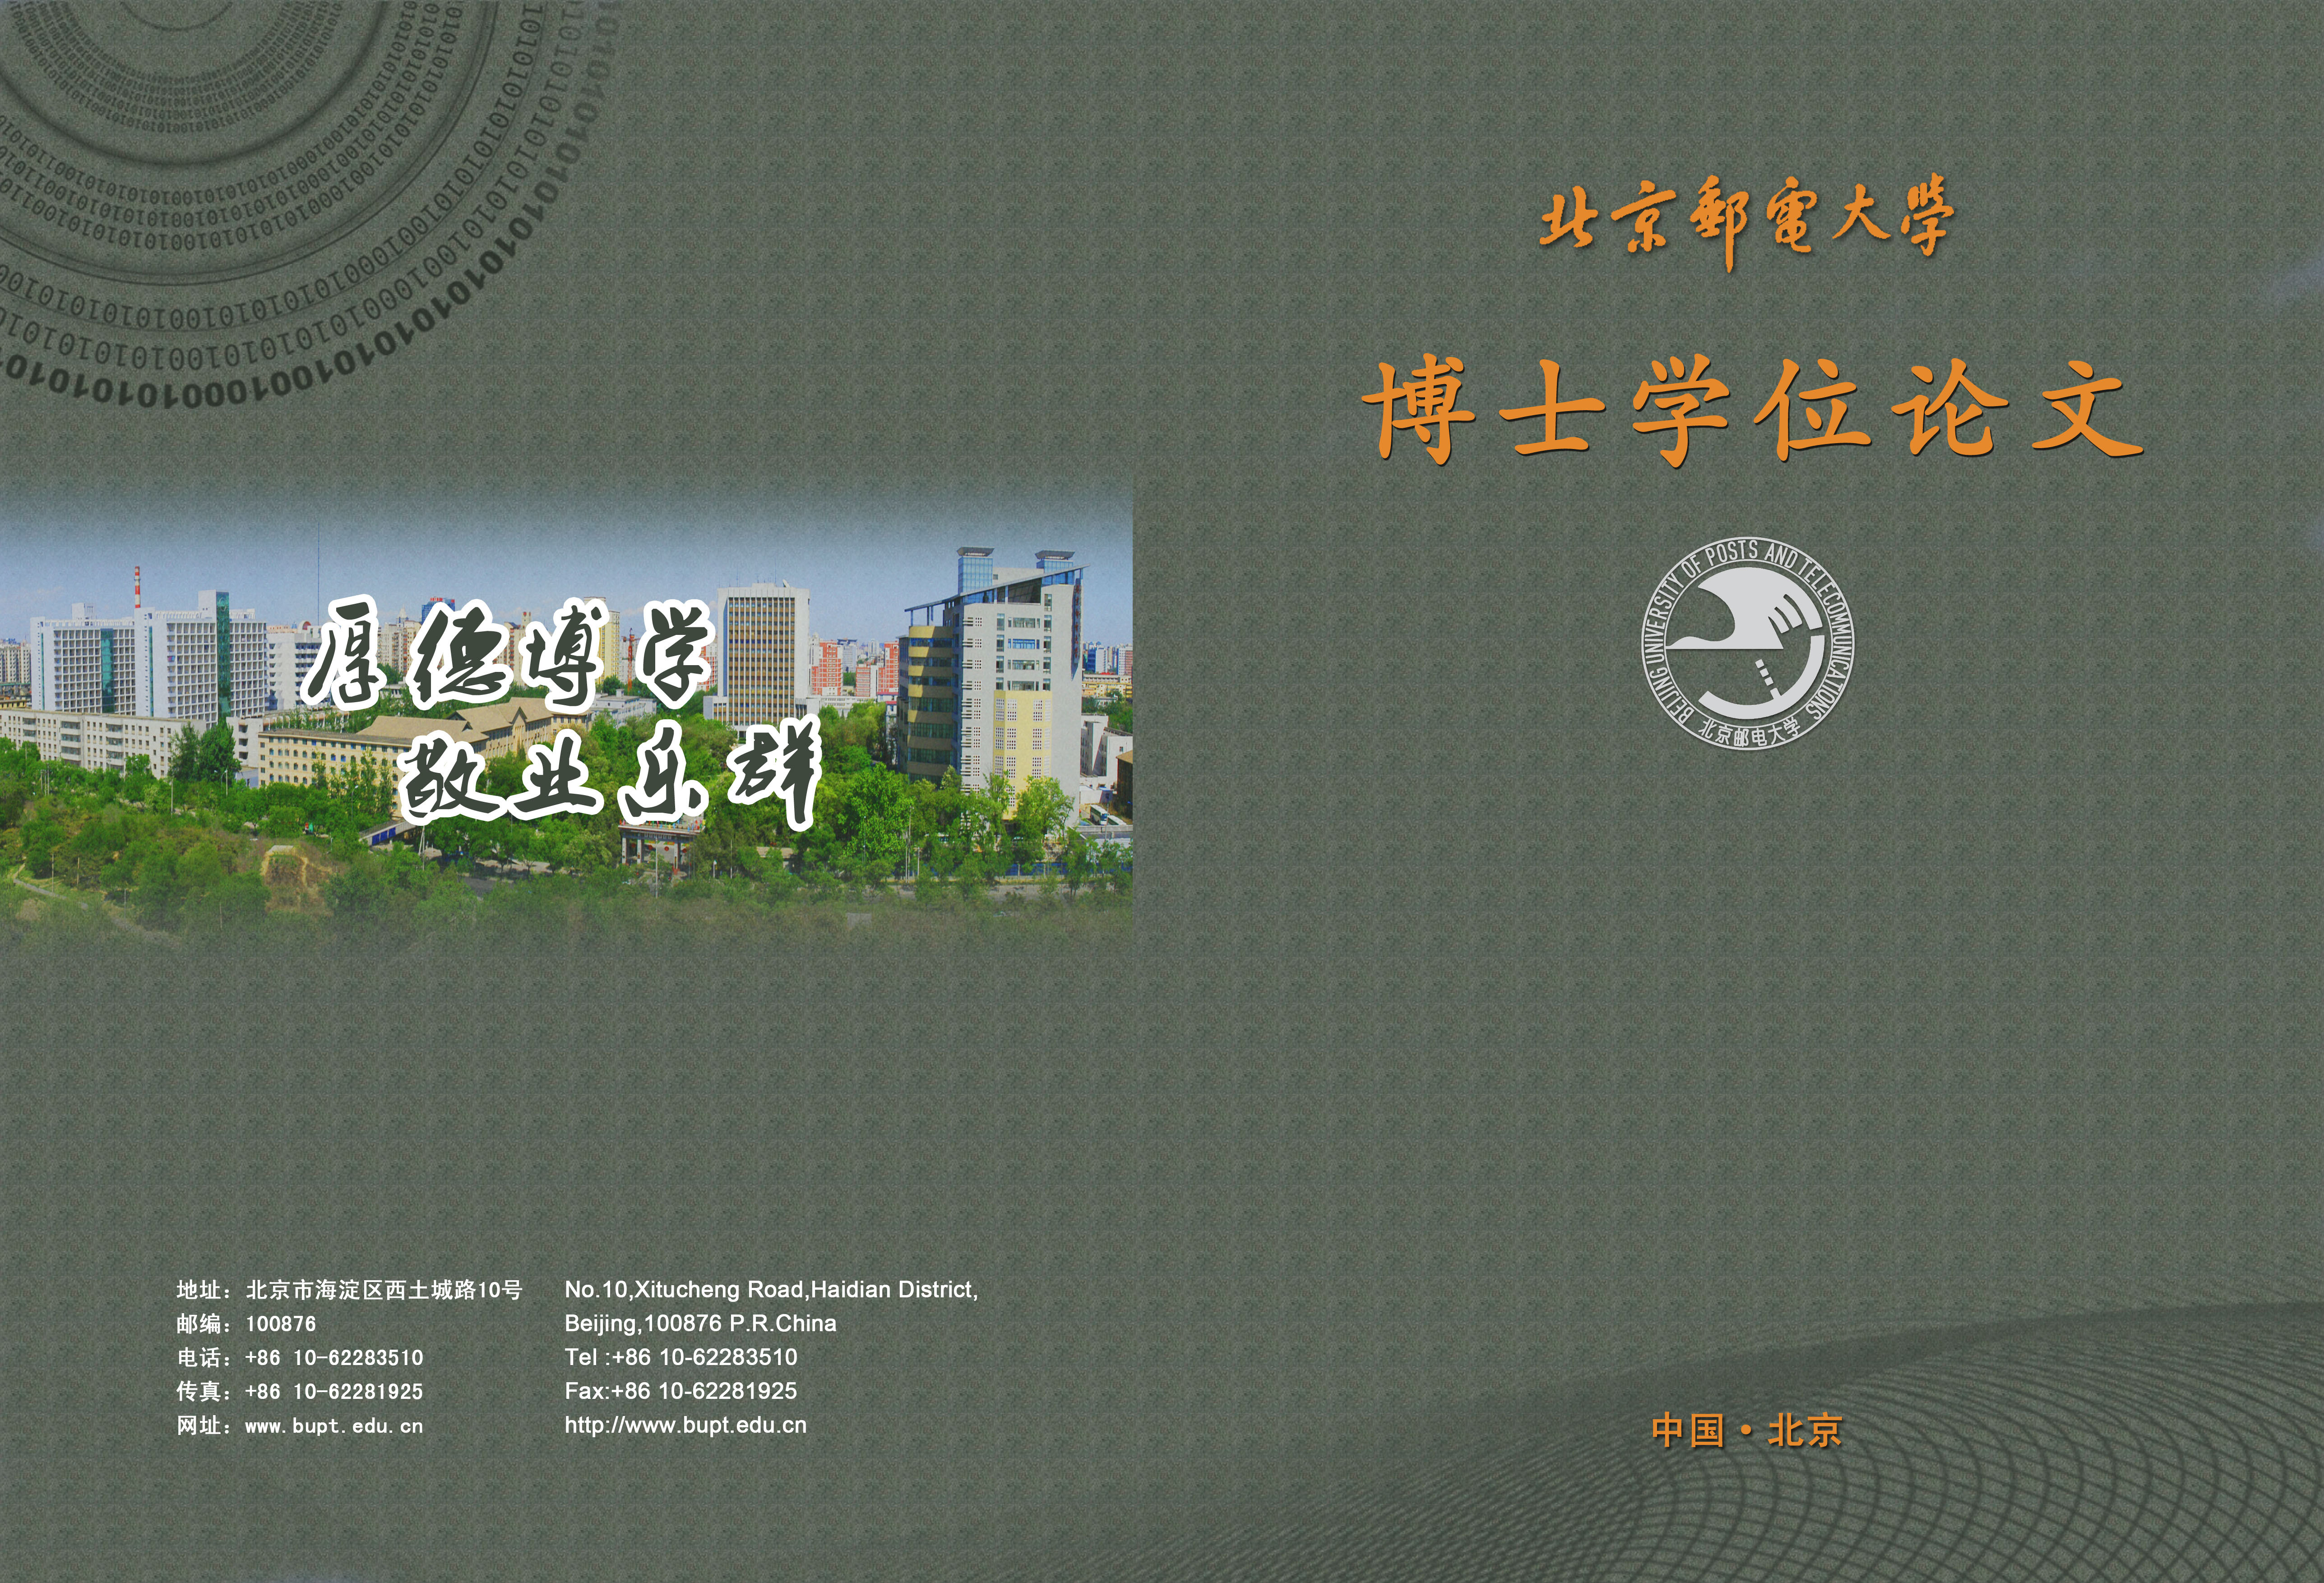 北京郵電大學
博士学位论文
BEIJING UNIVERSITY OF POSTS AND TELECOMMUNICATIONS
北京邮电大学
中国·北京
厚德博学
敬业乐群
地址：北京市海淀区西土城路10号
邮编：100876
电话：+86 10-62283510
传真：+86 10-62281925
网址：www.bupt.edu.cn
No.10,Xitucheng Road,Haidian District,
Beijing,100876 P.R.China
Tel :+86 10-62283510
Fax:+86 10-62281925
http://www.bupt.edu.cn